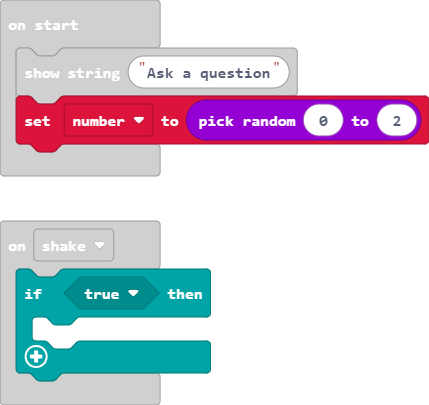 on start
show string "Ask a question"
set number to pick random 0 to 2
on shake
if true then